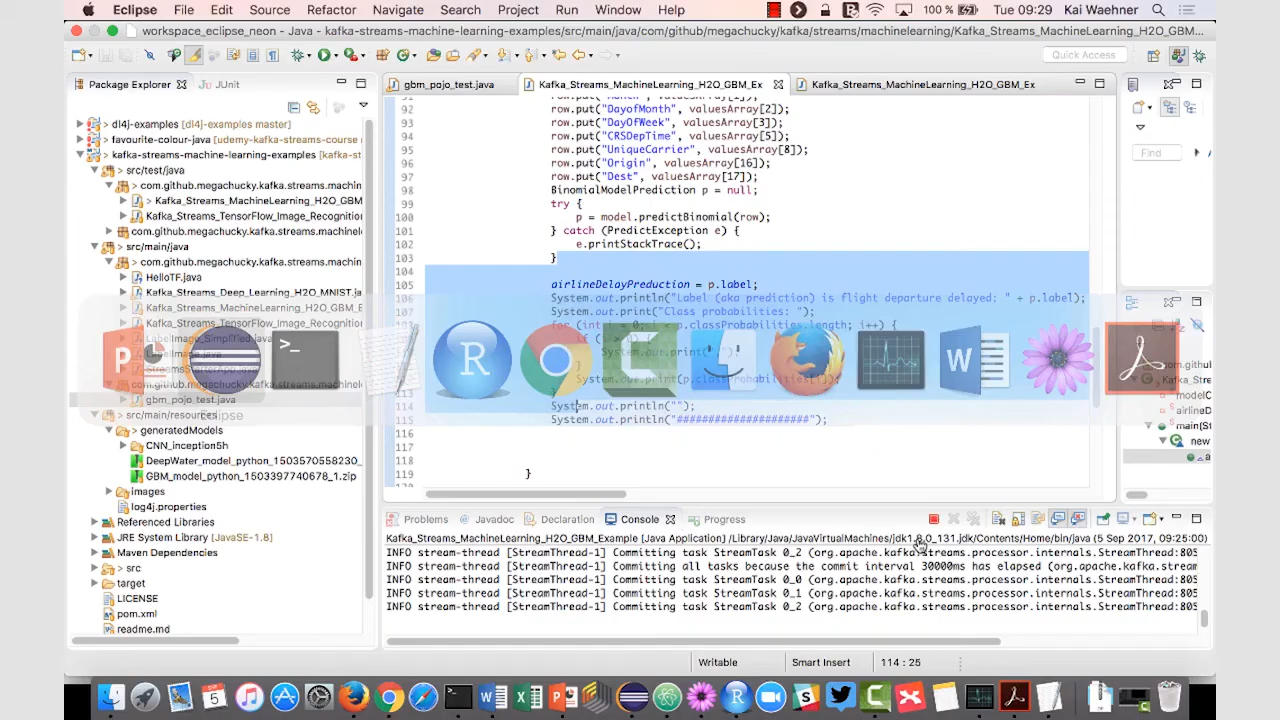 Eclipse File Edit Source Refactor Navigate Search Project Run Window Help 100 % Tue 09:29 Kai Waehner
workspace_eclipse_neon - Java - kafka-streams-machine-learning-examples/src/main/java/com/github/megachucky/kafka/streams/machinelearning/Kafka_Streams_MachineLearning_H2O_GBM_E...
Quick Access
Package Explorer JUnit
> dl4j-examples (dl4j-examples master)
> favourite-colour-java [udemy-kafka-streams-course
> kafka-streams-machine-learning-examples [kafka-st
> src/test/java
> com.github.megachucky.kafka.streams.machine
> Kafka_Streams_MachineLearning_H2O_GBM_
Kafka_Streams_TensorFlow_Image_Recognition
com.github.megachucky.kafka.streams.machinele
> src/main/java
> com.github.megachucky.kafka.streams.machinele
HelloTF.java
Kafka_Streams_Deep_Learning_H2O_MNIST.
gbm_pojo_test.java
Eclipse
> src/main/resources
generatedModels
CNN_inception5h
DeepWater_model_python_1503570558230_
GBM_model_python_1503397740678_1.zip
images
log4j.properties
Referenced Libraries
JRE System Library [JavaSE-1.8]
Maven Dependencies
> src
target
LICENSE
pom.xml
readme.md
gbm_pojo_test.java Kafka_Streams_MachineLearning_H2O_GBM_Ex Kafka_Streams_MachineLearning_H2O_GBM_Ex
92 row.put("DayofMonth", valuesArray[2]);
93 row.put("DayOfWeek", valuesArray[3]);
94 row.put("CRSDepTime", valuesArray[5]);
95 row.put("UniqueCarrier", valuesArray[8]);
96 row.put("Origin", valuesArray[16]);
97 row.put("Dest", valuesArray[17]);
98 BinomialModelPrediction p = null;
99 try {
100 p = model.predictBinomial(row);
101 } catch (PredictException e) {
102 e.printStackTrace();
103 }
104
105 airlineDelayPreduction = p.label;
106 System.out.println("Label (aka prediction) is flight departure delayed: " + p.label);
System.out.println("Class probabilities: ");
System.out.print(p.classProbabilities
114 System.out.println("");
115 System.out.println("####################");
116
117
118
119 }
Find
Problems Javadoc Declaration Console Progress
Kafka_Streams_MachineLearning_H2O_GBM_Example [Java Application] /Library/Java/JavaVirtualMachines/jdk1.8.0_131.jdk/Contents/Home/bin/java (5 Sep 2017, 09:25:00)
INFO stream-thread [StreamThread-1] Committing task StreamTask 0_2 (org.apache.kafka.streams.processor.internals.StreamThread:805
INFO stream-thread [StreamThread-1] Committing all tasks because the commit interval 30000ms has elapsed (org.apache.kafka.stream
INFO stream-thread [StreamThread-1] Committing task StreamTask 0_0 (org.apache.kafka.streams.processor.internals.StreamThread:805
INFO stream-thread [StreamThread-1] Committing task StreamTask 0_1 (org.apache.kafka.streams.processor.internals.StreamThread:805
INFO stream-thread [StreamThread-1] Committing task StreamTask 0_2 (org.apache.kafka.streams.processor.internals.StreamThread:805
Writable Smart Insert 114 : 25